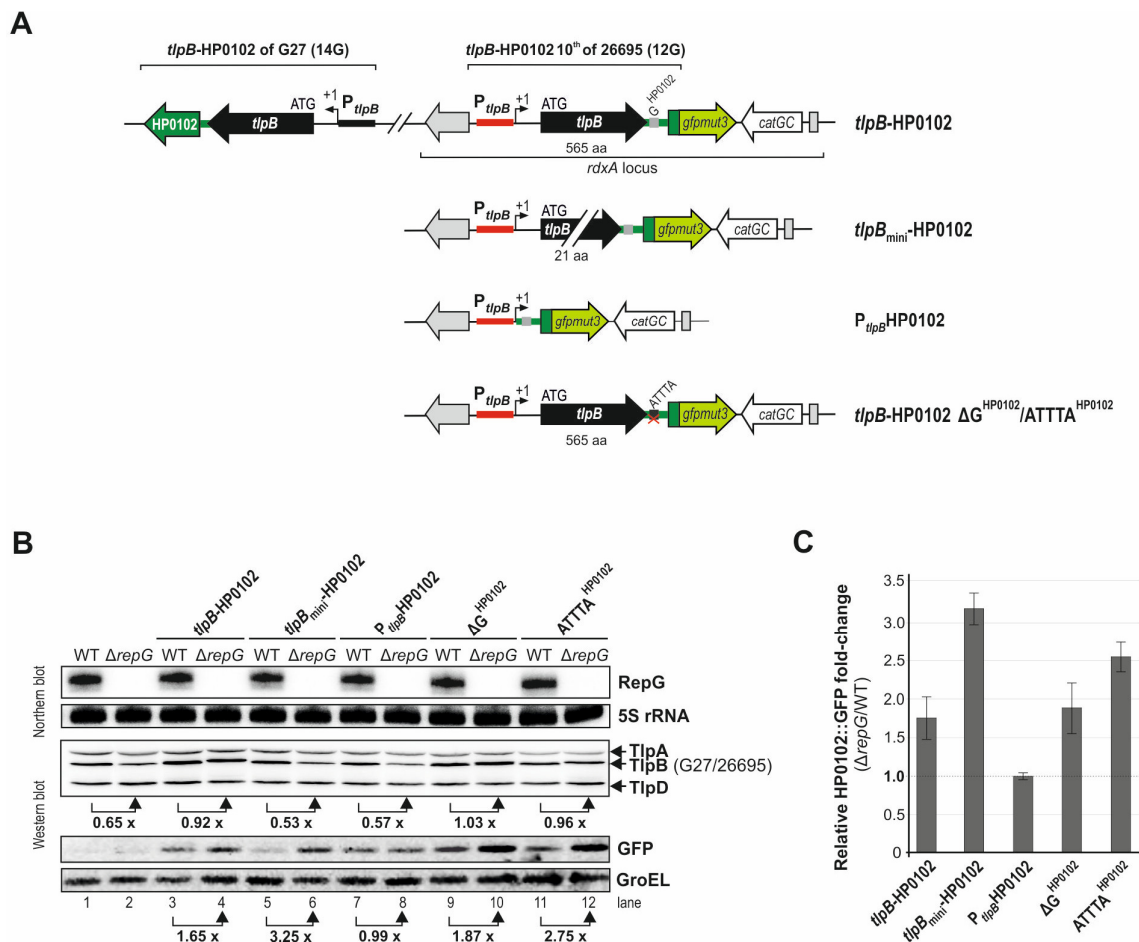 A
tlpB-HP0102 of G27 (14G)
tlpB-HP0102 10th of 26695 (12G)
HP0102
tlpB
ATG
+1
PtlpB
PtlpB
+1
ATG
tlpB
G HP0102
gfpmut3
catGC
tlpB-HP0102
565 aa
rdxA locus
PtlpB
+1
ATG
tlpB
gfpmut3
catGC
tlpBmini-HP0102
21 aa
PtlpB
+1
gfpmut3
catGC
PtlpBHP0102
PtlpB
+1
ATG
tlpB
ATTTA
gfpmut3
catGC
tlpB-HP0102 ΔGHP0102/ATTTAHP0102
565 aa
B
tlpB-HP0102
tlpBmini-HP0102
PtlpBHP0102
ΔGHP0102
ATTTAHP0102
WT ΔrepG WT ΔrepG WT ΔrepG WT ΔrepG WT ΔrepG WT ΔrepG
Northern blot
RepG
5S rRNA
Western blot
TlpA
TlpB (G27/26695)
TlpD
0.65 x 0.92 x 0.53 x 0.57 x 1.03 x 0.96 x
GFP
GroEL
1 2 3 4 5 6 7 8 9 10 11 12 lane
1.65 x 3.25 x 0.99 x 1.87 x 2.75 x
C
Relative HP0102::GFP fold-change
(ΔrepG/WT)
3.5
3.0
2.5
2.0
1.5
1.0
0.5
0
tlpB-HP0102
tlpBmini-HP0102
PtlpBHP0102
ΔGHP0102
ATTTAHP0102